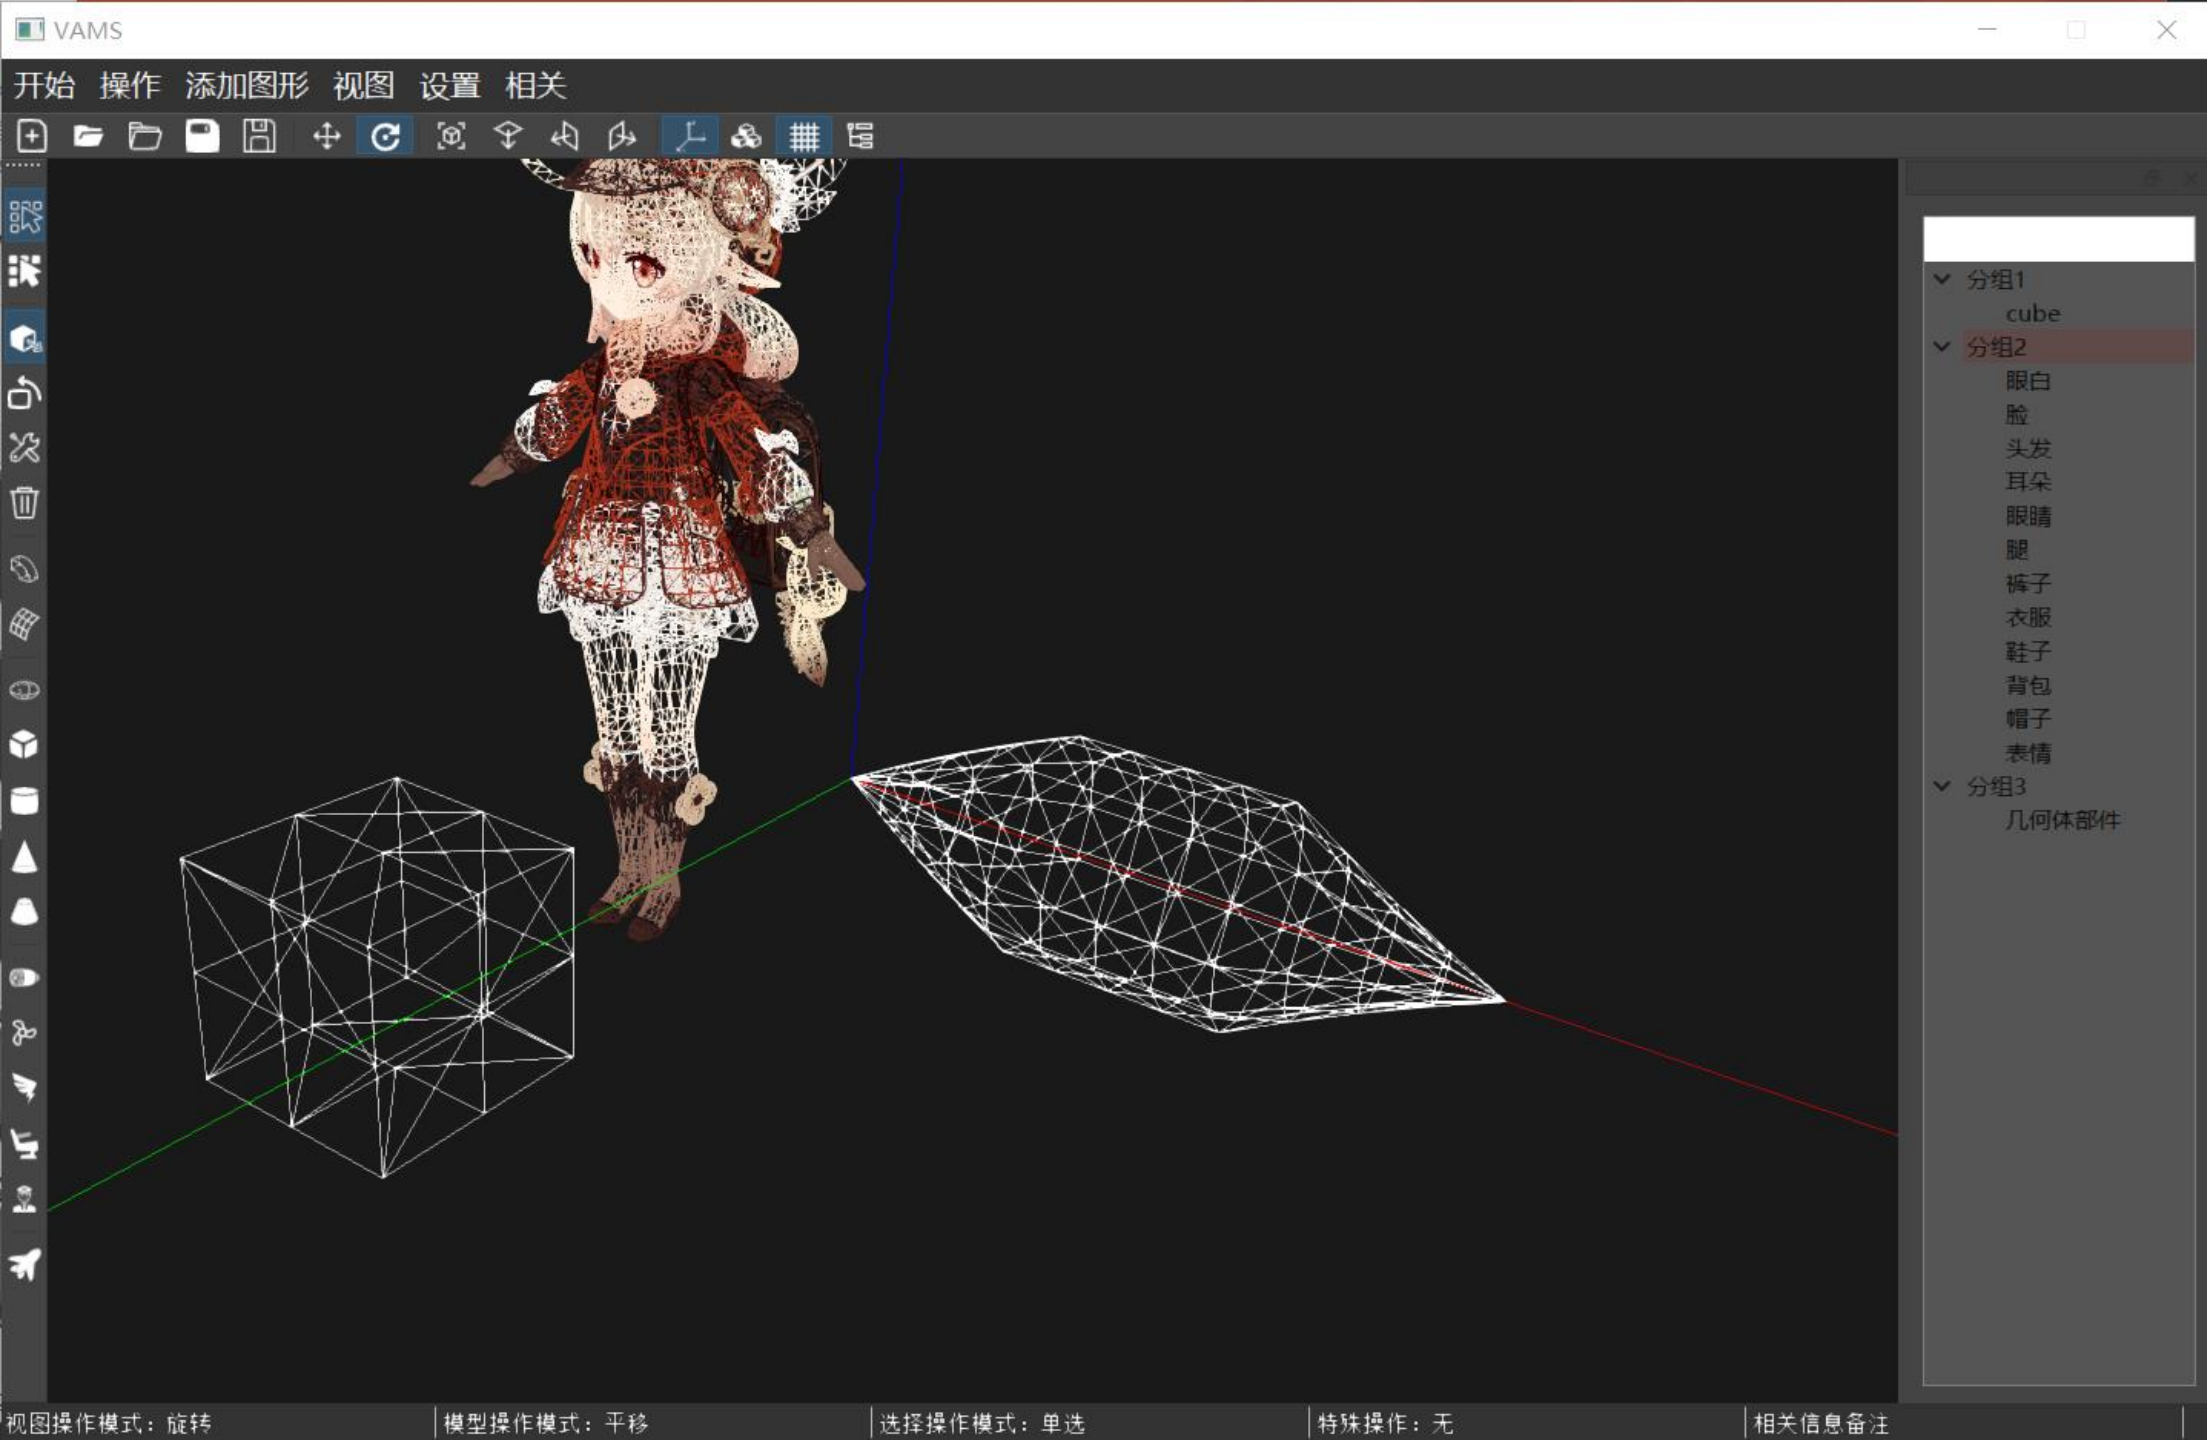 VAMS
开始 操作 添加图形 视图 设置 相关
分组1
cube
分组2
眼白
脸
头发
耳朵
眼睛
腿
裤子
衣服
鞋子
背包
帽子
表情
分组3
几何体部件
视图操作模式：旋转 模型操作模式：平移 选择操作模式：单选 特殊操作：无 相关信息备注